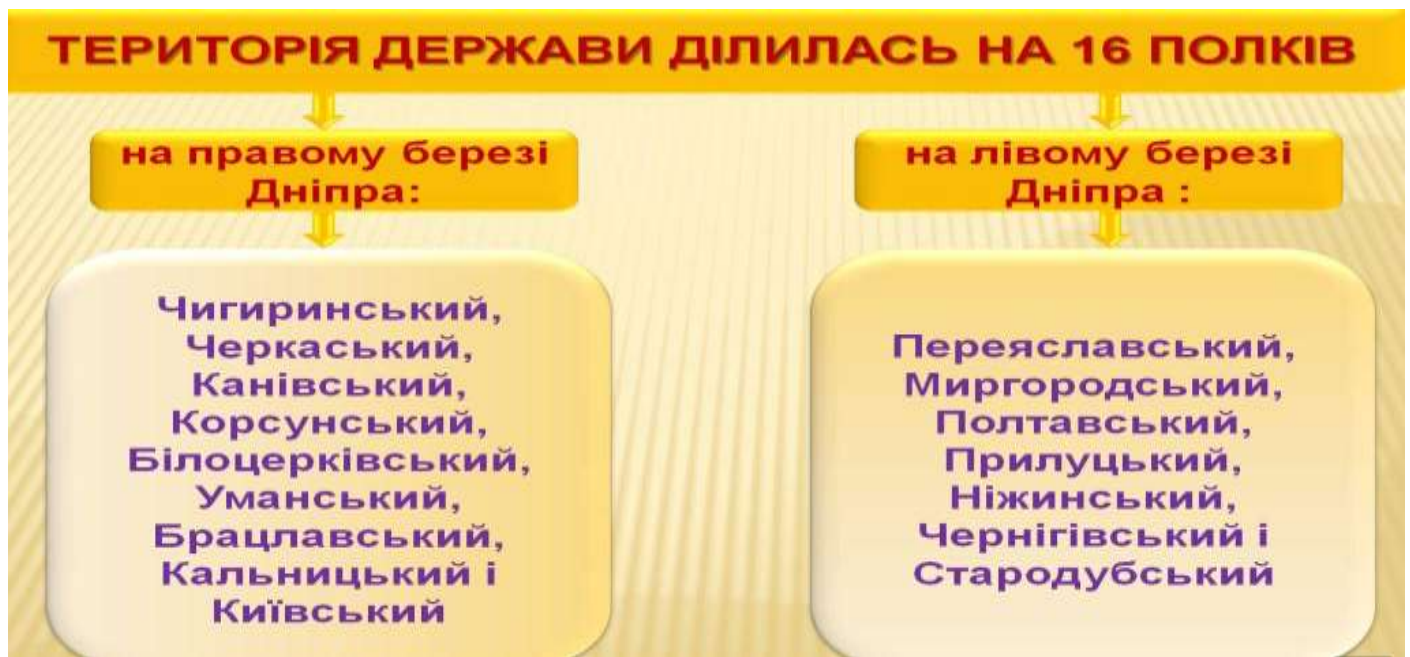 ТЕРИТОРІЯ ДЕРЖАВИ ДІЛИЛАСЬ НА 16 ПОЛКІВ
на правому березі
Дніпра:
Чигиринський,
Черкаський,
Канівський,
Корсунський,
Білоцерківський,
Уманський,
Брацлавський,
Кальницький і
Київський
на лівому березі
Дніпра :
Переяславський,
Миргородський,
Полтавський,
Прилуцький,
Ніжинський,
Чернігівський і
Стародубський